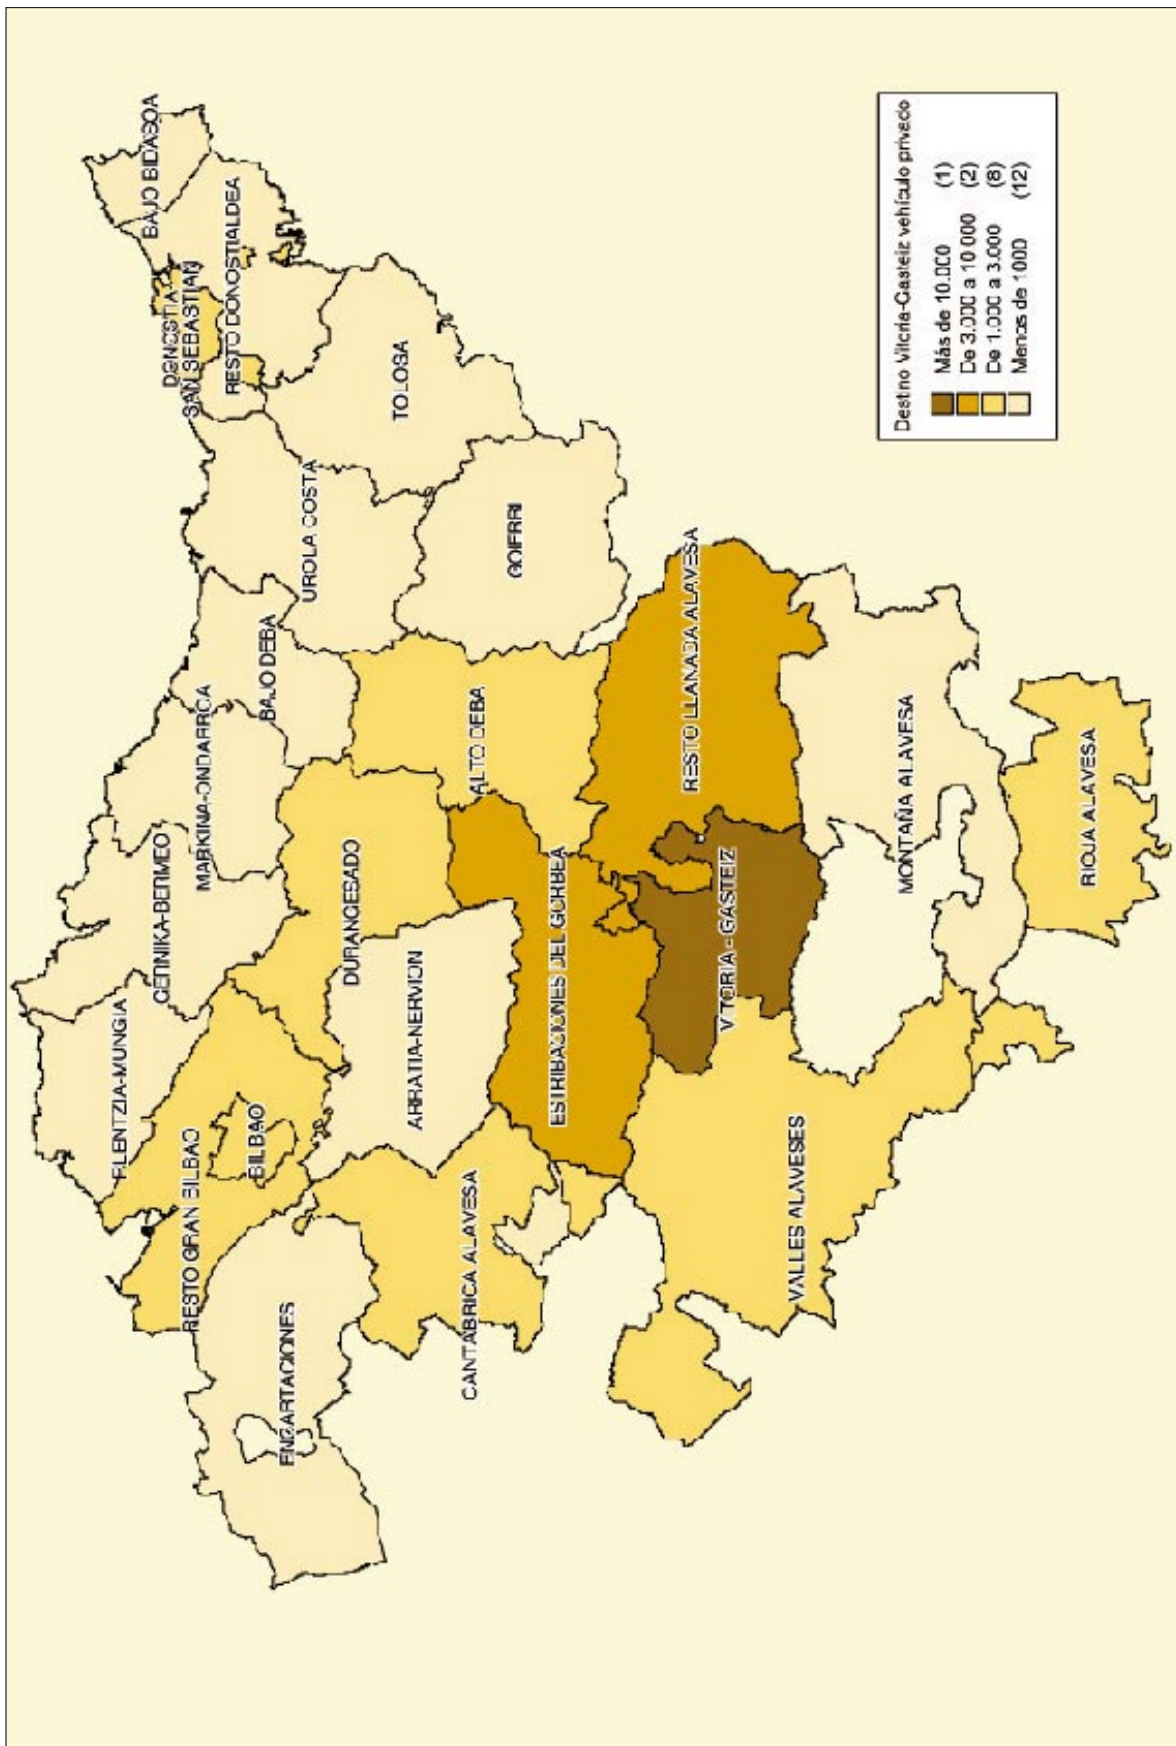 BAJO BIDASOA
DONOSTIA-
SAN SEBASTIAN
RESTO DONOSTIALDEA
TOLOSA
UROLA COSTA
GOIERRI
BAJO DEBA
MARKINA-ONDARROA
ALTO DEBA
GERNIKA-BERMEO
DURANGESADO
PLENTZIA-MUNGIA
ARRATIA-NERVION
BILBAO
RESTO GRAN BILBAO
ENCARTACIONES
CANTABRICA ALAVESA
ESTRIBACIONES DEL GORBEA
RESTO LLANADA ALAVESA
VITORIA - GASTEIZ
VALLES ALAVESES
MONTAÑA ALAVESA
RIOJA ALAVESA
Destino Vitoria-Gasteiz vehículo privado
Más de 10.000 (1)
De 3.000 a 10 000 (2)
De 1.000 a 3.000 (8)
Menos de 1000 (12)